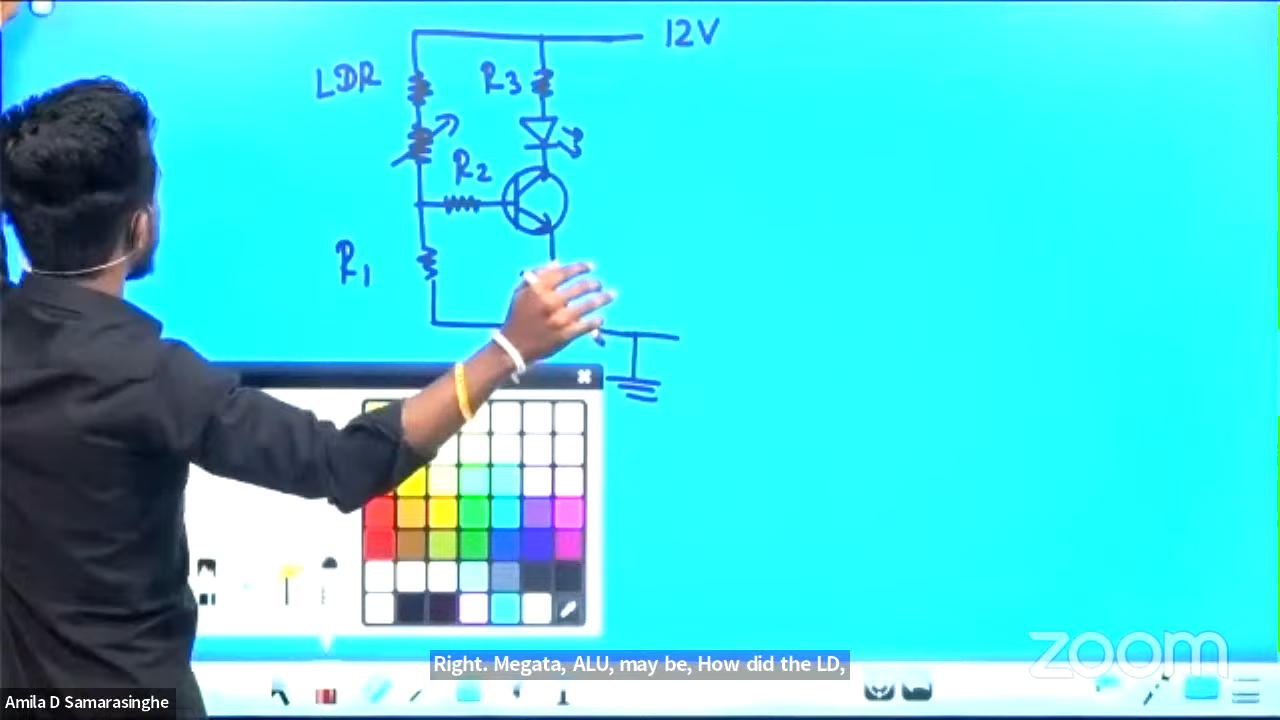 12V
LDR
R3
R2
R1
Right. Megata, ALU, may be, How did the LD,
zoom
Amila D Samarasinghe